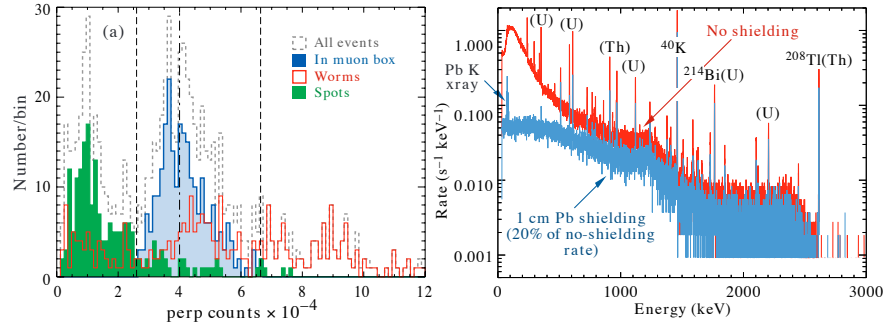 (a)
All events
In muon box
Worms
Spots
Number/bin
30
20
10
0
0
2
4
6
8
10
12
perp counts × 10⁻⁴
(U)
(U)
(Th)
(U)
⁴⁰K
No shielding
²¹⁴Bi(U)
²⁰⁸Tl(Th)
(U)
Pb K
xray
1 cm Pb shielding
(20% of no-shielding
rate)
Rate (s⁻¹ keV⁻¹)
1.000
0.100
0.010
0.001
0
1000
2000
3000
Energy (keV)